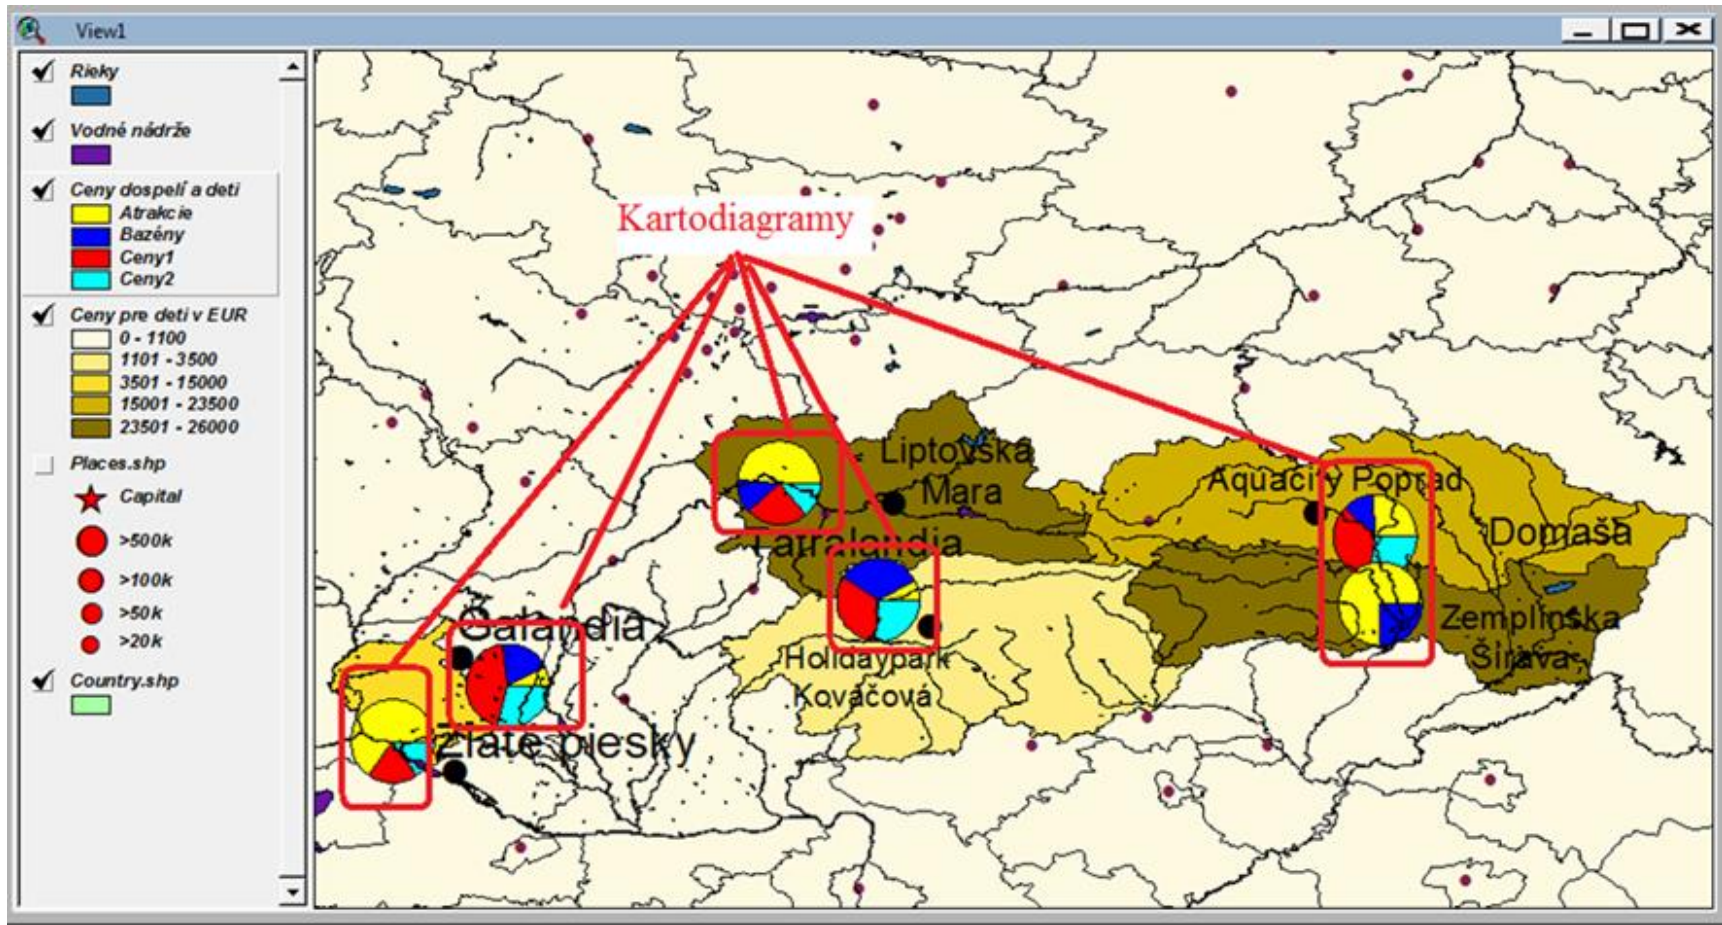 View1
Rieky
Vodné nádrže
Ceny dospelí a deti
Atrakcie
Bazény
Ceny1
Ceny2
Ceny pre deti v EUR
0 - 1100
1101 - 3500
3501 - 15000
15001 - 23500
23501 - 26000
Places.shp
Capital
>500k
>100k
>50k
>20k
Country.shp
Kartodiagramy
Liptovská
Mara
Aquacity Poprad
Domaša
Tatralandia
Galandia
Zemplínska
Šírava
Holidaypark
Kováčová
Zlaté piesky